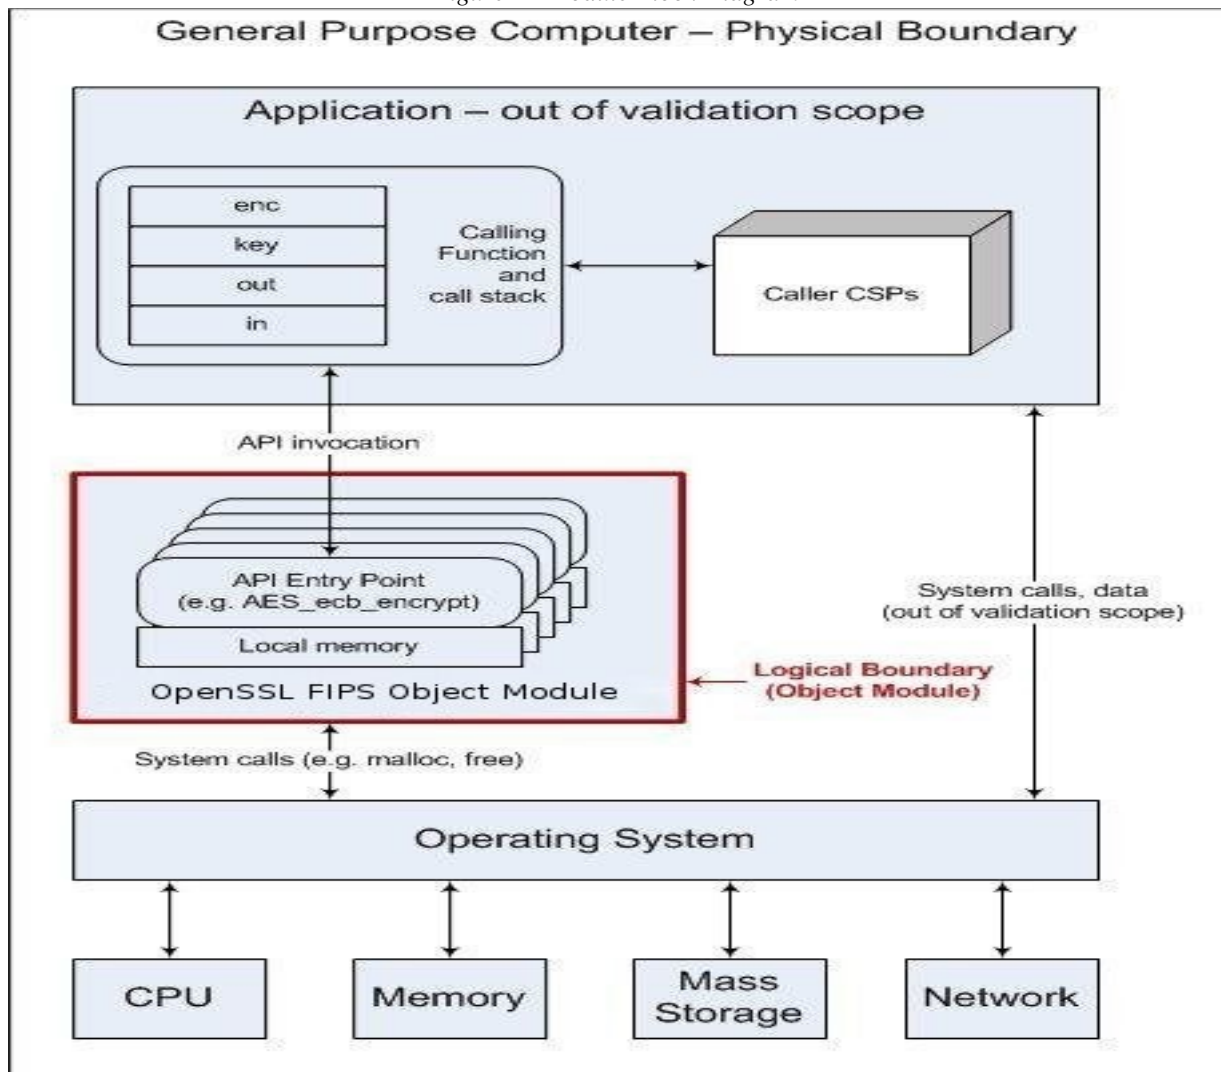 General Purpose Computer – Physical Boundary
Application – out of validation scope
enc
key
out
in
Calling
Function
and
call stack
Caller CSPs
API invocation
API Entry Point
(e.g. AES_ecb_encrypt)
Local memory
OpenSSL FIPS Object Module
System calls, data
(out of validation scope)
Logical Boundary
(Object Module)
System calls (e.g. malloc, free)
Operating System
CPU
Memory
Mass
Storage
Network